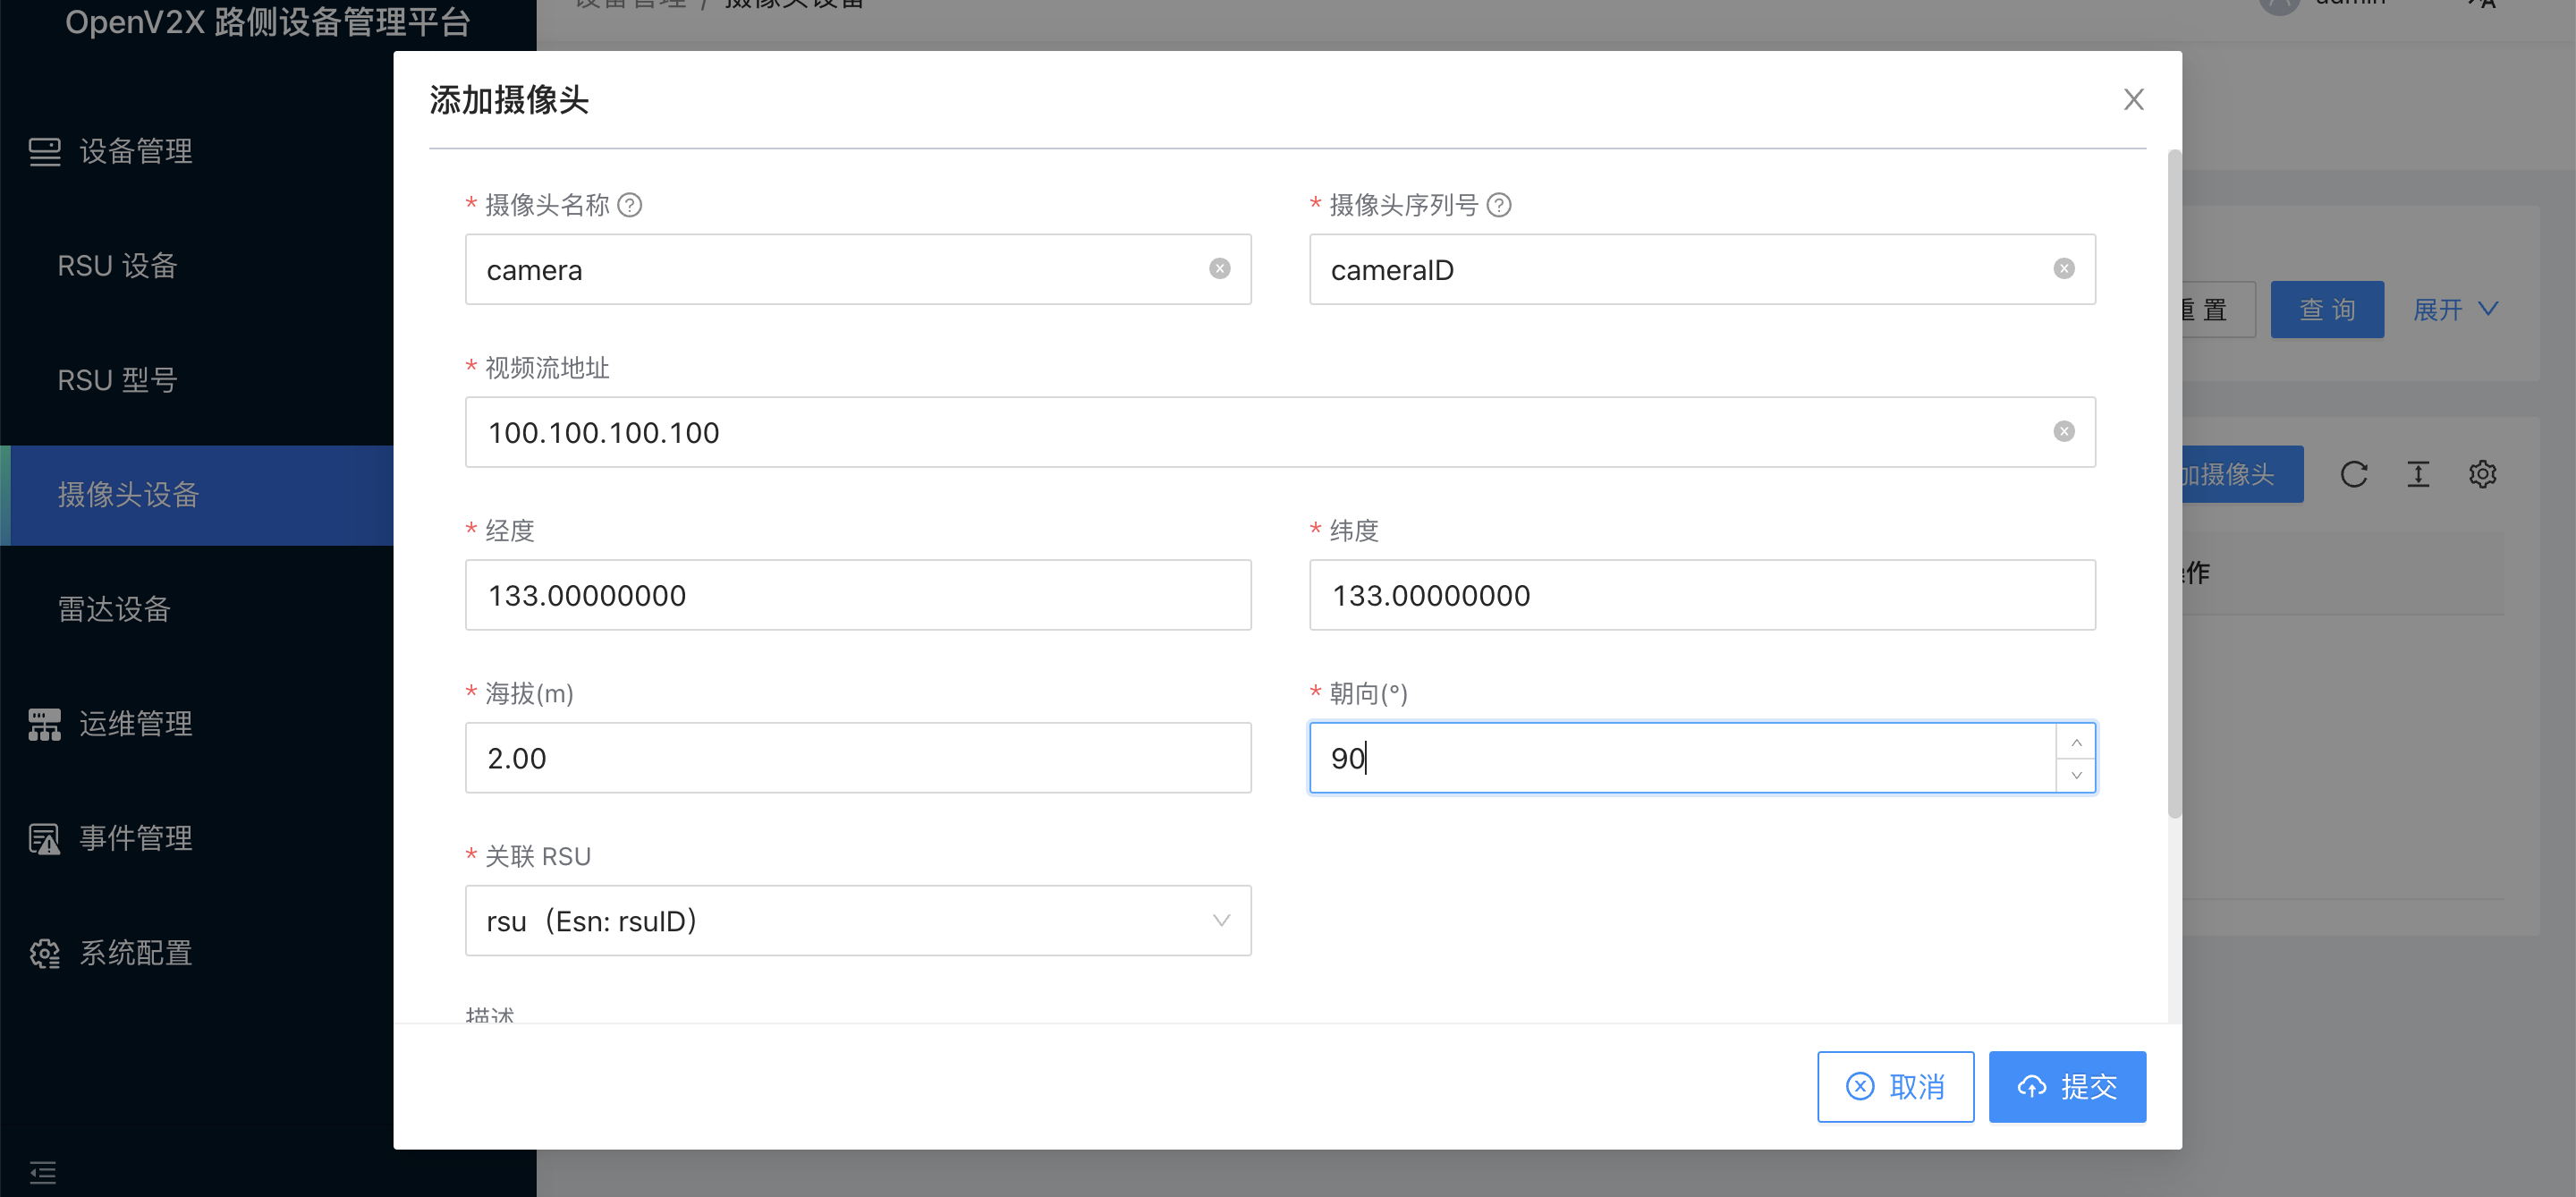 OpenV2X 路侧设备管理平台
设备管理 / 摄像头设备
admin
设备管理
RSU 设备
RSU 型号
摄像头设备
雷达设备
运维管理
事件管理
系统配置
添加摄像头
* 摄像头名称
* 摄像头序列号
camera
cameraID
* 视频流地址
100.100.100.100
* 经度
* 纬度
133.00000000
133.00000000
* 海拔(m)
* 朝向(°)
2.00
90
* 关联 RSU
rsu（Esn: rsuID）
描述
取消
提交
重 置
查 询
展开
加摄像头
操作